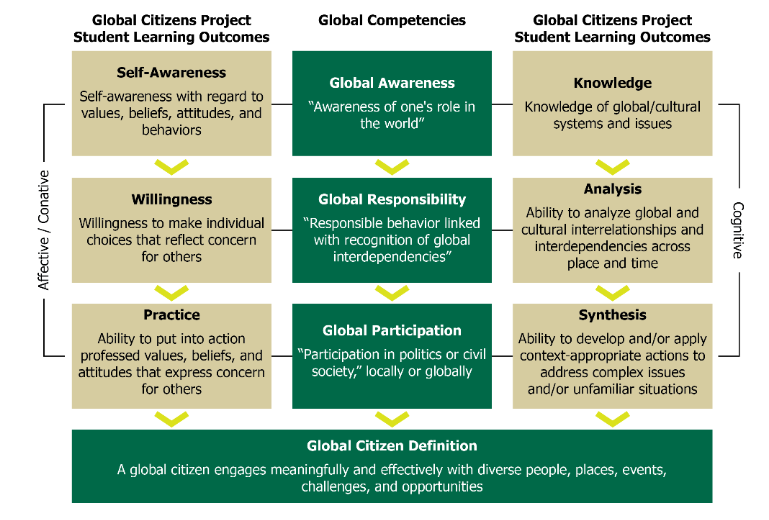 Global Citizens Project
Student Learning Outcomes
Global Competencies
Global Citizens Project
Student Learning Outcomes
Self-Awareness
Self-awareness with regard to
values, beliefs, attitudes, and
behaviors
Global Awareness
“Awareness of one's role in
the world”
Knowledge
Knowledge of global/cultural
systems and issues
Affective / Conative
Willingness
Willingness to make individual
choices that reflect concern
for others
Global Responsibility
“Responsible behavior linked
with recognition of global
interdependencies”
Analysis
Ability to analyze global and
cultural interrelationships and
interdependencies across
place and time
Cognitive
Practice
Ability to put into action
professed values, beliefs, and
attitudes that express concern
for others
Global Participation
“Participation in politics or civil
society,” locally or globally
Synthesis
Ability to develop and/or apply
context-appropriate actions to
address complex issues
and/or unfamiliar situations
Global Citizen Definition
A global citizen engages meaningfully and effectively with diverse people, places, events,
challenges, and opportunities